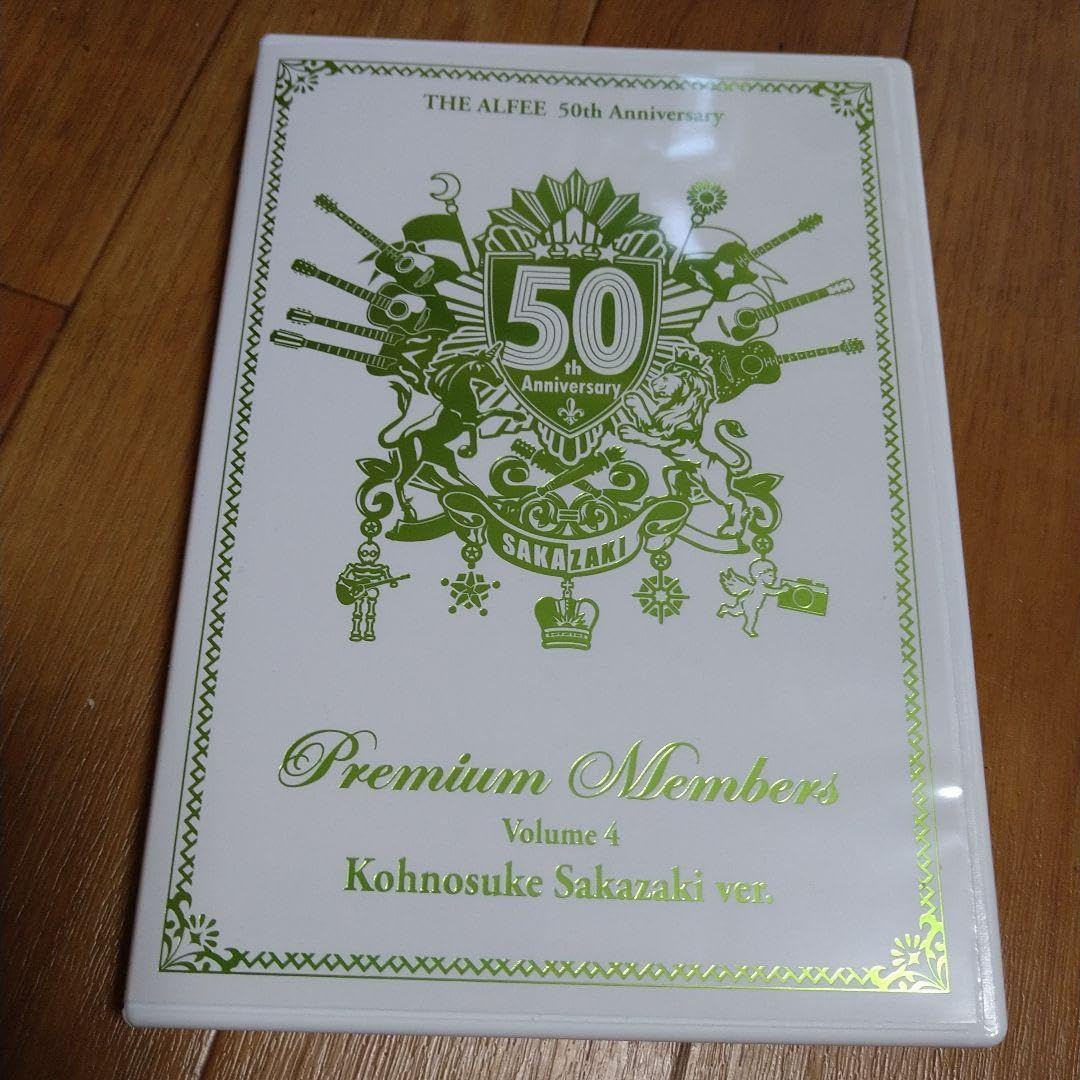 THE ALFEE 50th Anniversary
50
th
Anniversary
SAKAZAKI
Premium Members
Volume 4
Kohnosuke Sakazaki ver.